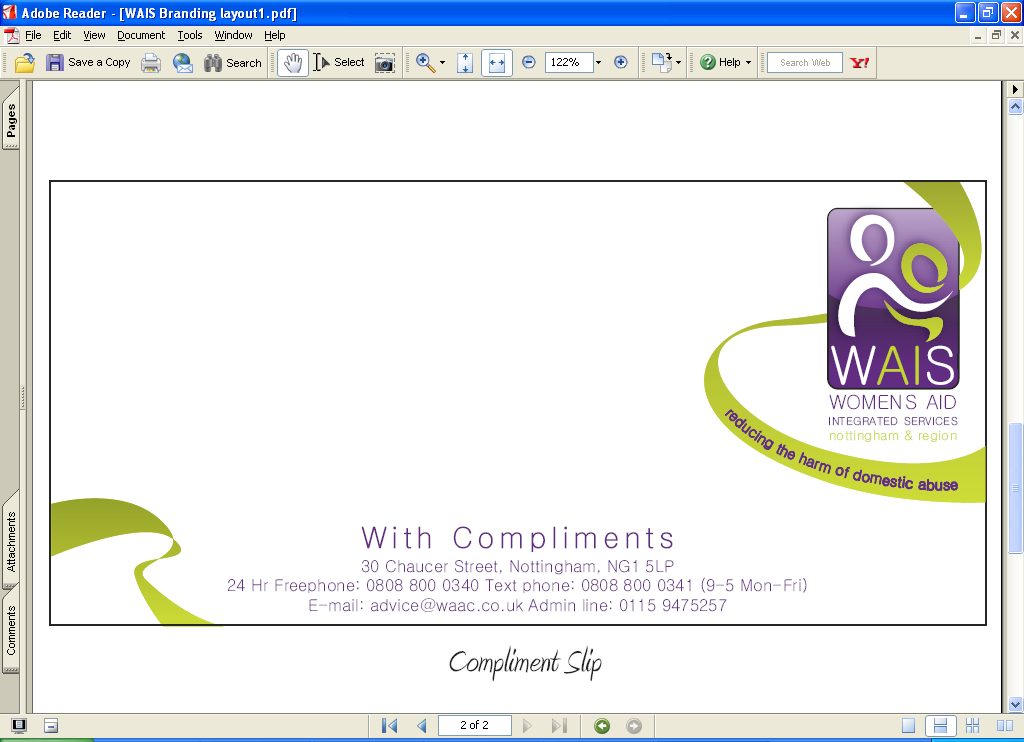 Adobe Reader - [WAIS Branding layout1.pdf]
File Edit View Document Tools Window Help
Save a Copy Search Select 122% Help Search Web Y!
Pages
WAIS
WOMENS AID
INTEGRATED SERVICES
nottingham & region
reducing the harm of domestic abuse
With Compliments
30 Chaucer Street, Nottingham, NG1 5LP
24 Hr Freephone: 0808 800 0340 Text phone: 0808 800 0341 (9-5 Mon-Fri)
E-mail: advice@waac.co.uk Admin line: 0115 9475257
Attachments
Comments
Compliment Slip
2 of 2